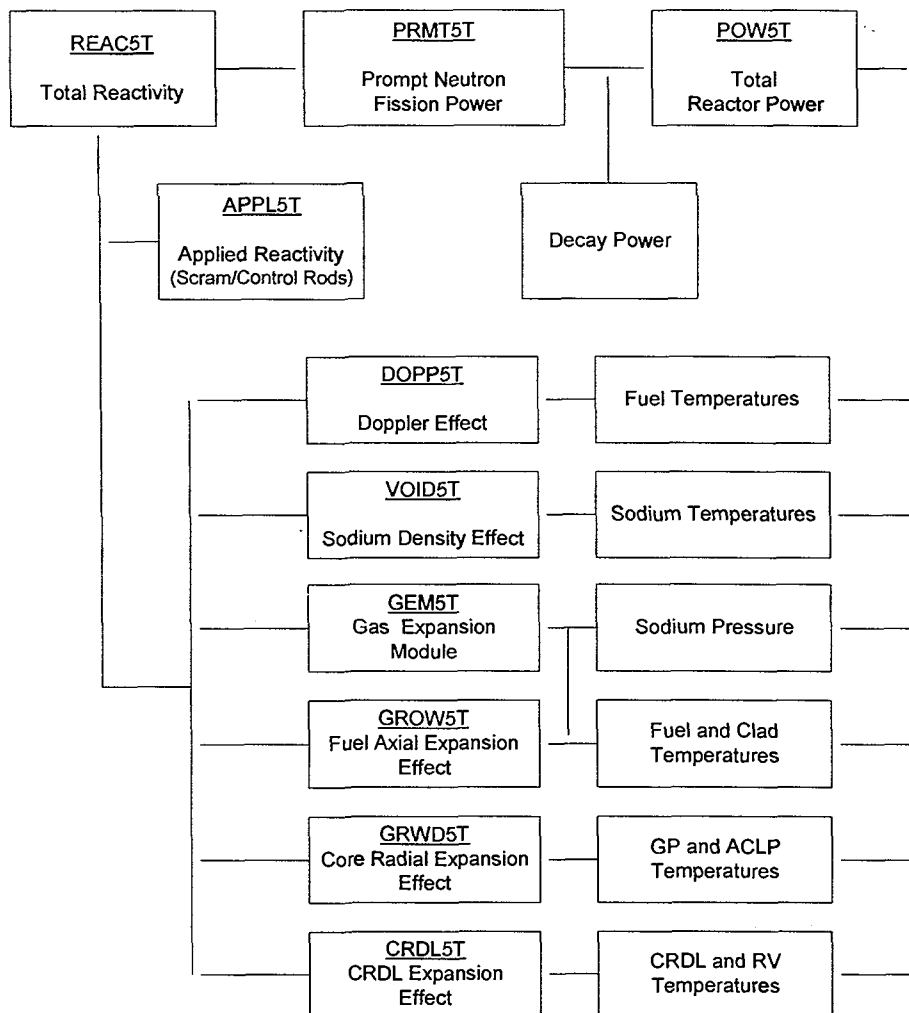 REAC5T
Total Reactivity
PRMT5T
Prompt Neutron
Fission Power
POW5T
Total
Reactor Power
APPL5T
Applied Reactivity
(Scram/Control Rods)
Decay Power
DOPP5T
Doppler Effect
Fuel Temperatures
VOID5T
Sodium Density Effect
Sodium Temperatures
GEM5T
Gas Expansion
Module
Sodium Pressure
GROW5T
Fuel Axial Expansion
Effect
Fuel and Clad
Temperatures
GRWD5T
Core Radial Expansion
Effect
GP and ACLP
Temperatures
CRDL5T
CRDL Expansion
Effect
CRDL and RV
Temperatures